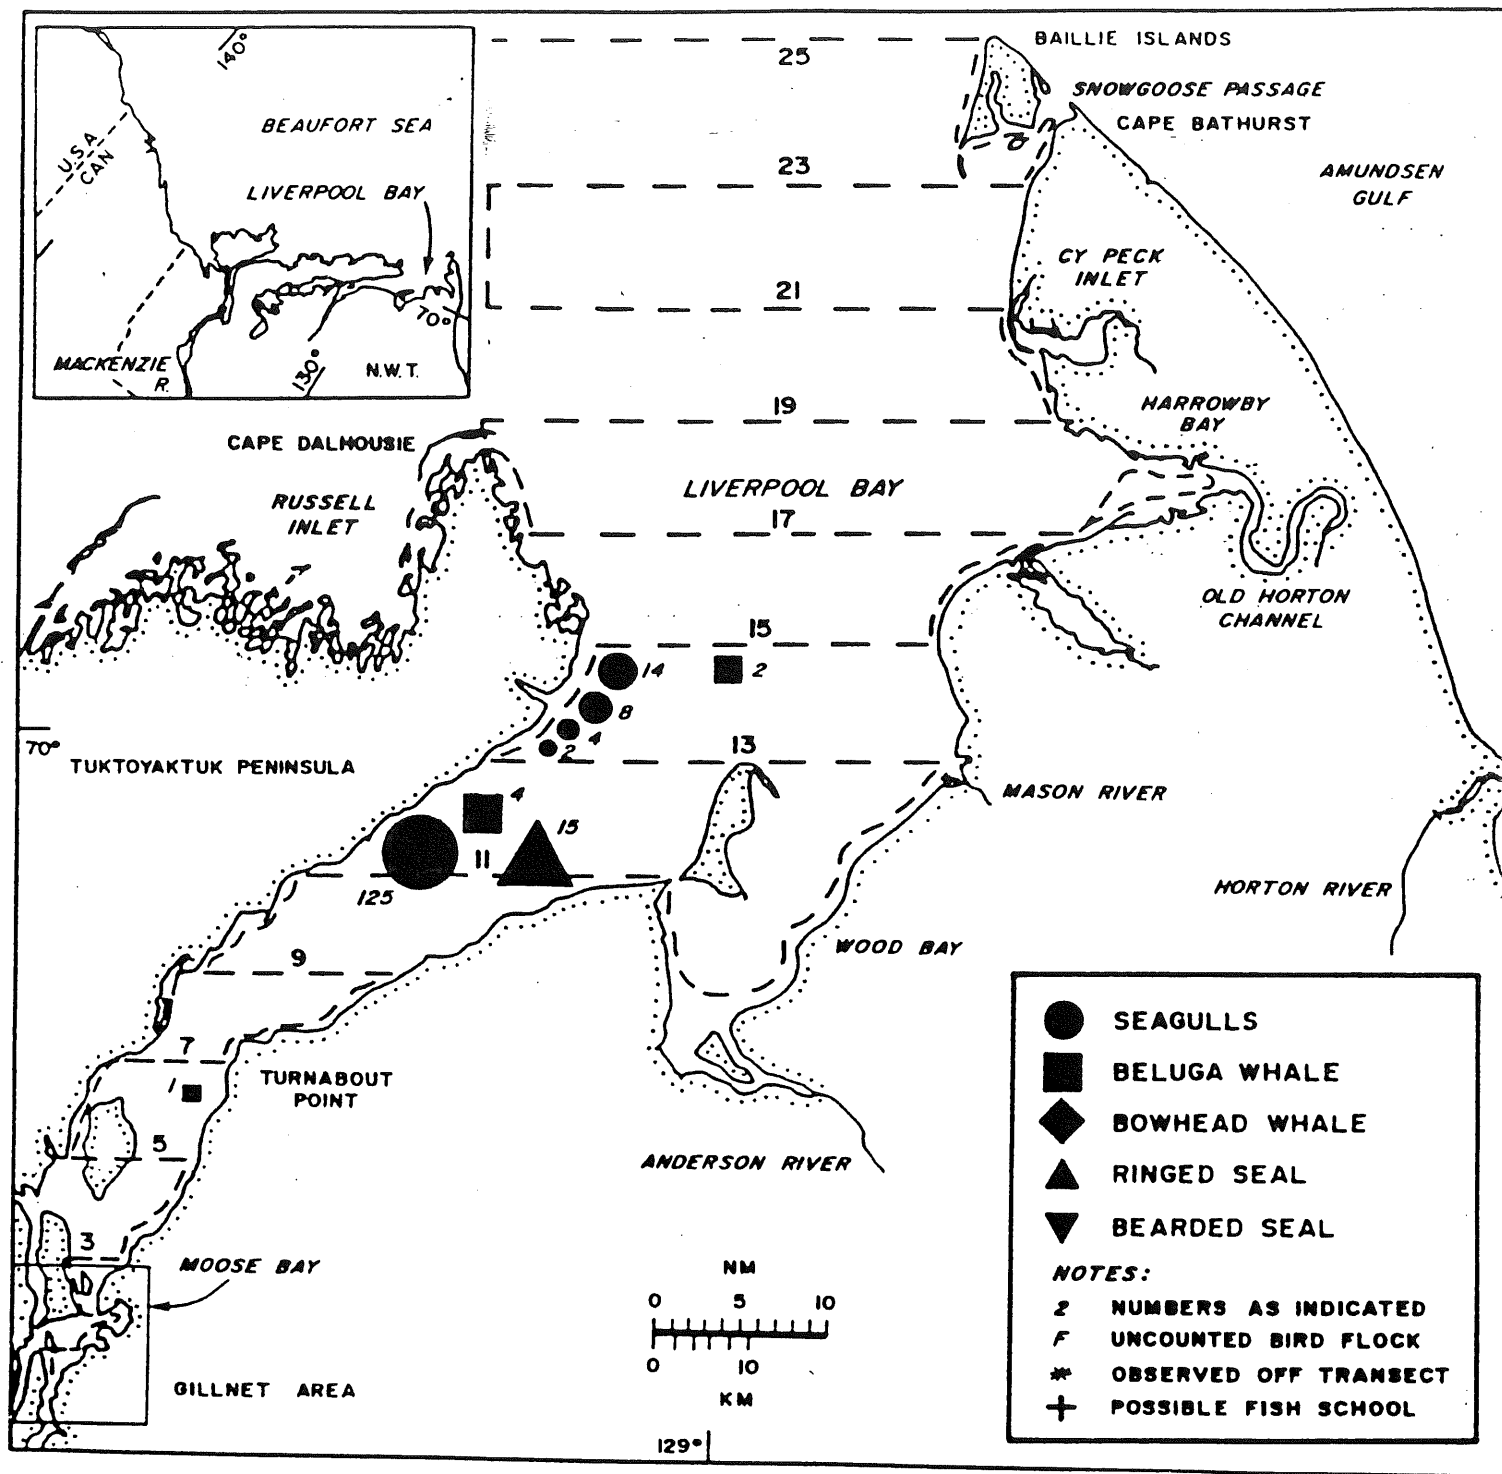 140°
BEAUFORT SEA
U.S.A
CAN
LIVERPOOL BAY
70°
MACKENZIE
R.
130°
N.W.T.
25
BAILLIE ISLANDS
SNOWGOOSE PASSAGE
CAPE BATHURST
23
AMUNDSEN
GULF
CY PECK
INLET
21
19
HARROWBY
BAY
CAPE DALHOUSIE
LIVERPOOL BAY
RUSSELL
INLET
17
OLD HORTON
CHANNEL
15
14
2
8
4
2
70°
TUKTOYAKTUK PENINSULA
13
MASON RIVER
4
15
11
125
HORTON RIVER
WOOD BAY
9
7
1
TURNABOUT
POINT
5
ANDERSON RIVER
3
MOOSE BAY
GILLNET AREA
NM
0 5 10
0 10
KM
129°
SEAGULLS
BELUGA WHALE
BOWHEAD WHALE
RINGED SEAL
BEARDED SEAL
NOTES:
2 NUMBERS AS INDICATED
F UNCOUNTED BIRD FLOCK
* OBSERVED OFF TRANSECT
+ POSSIBLE FISH SCHOOL